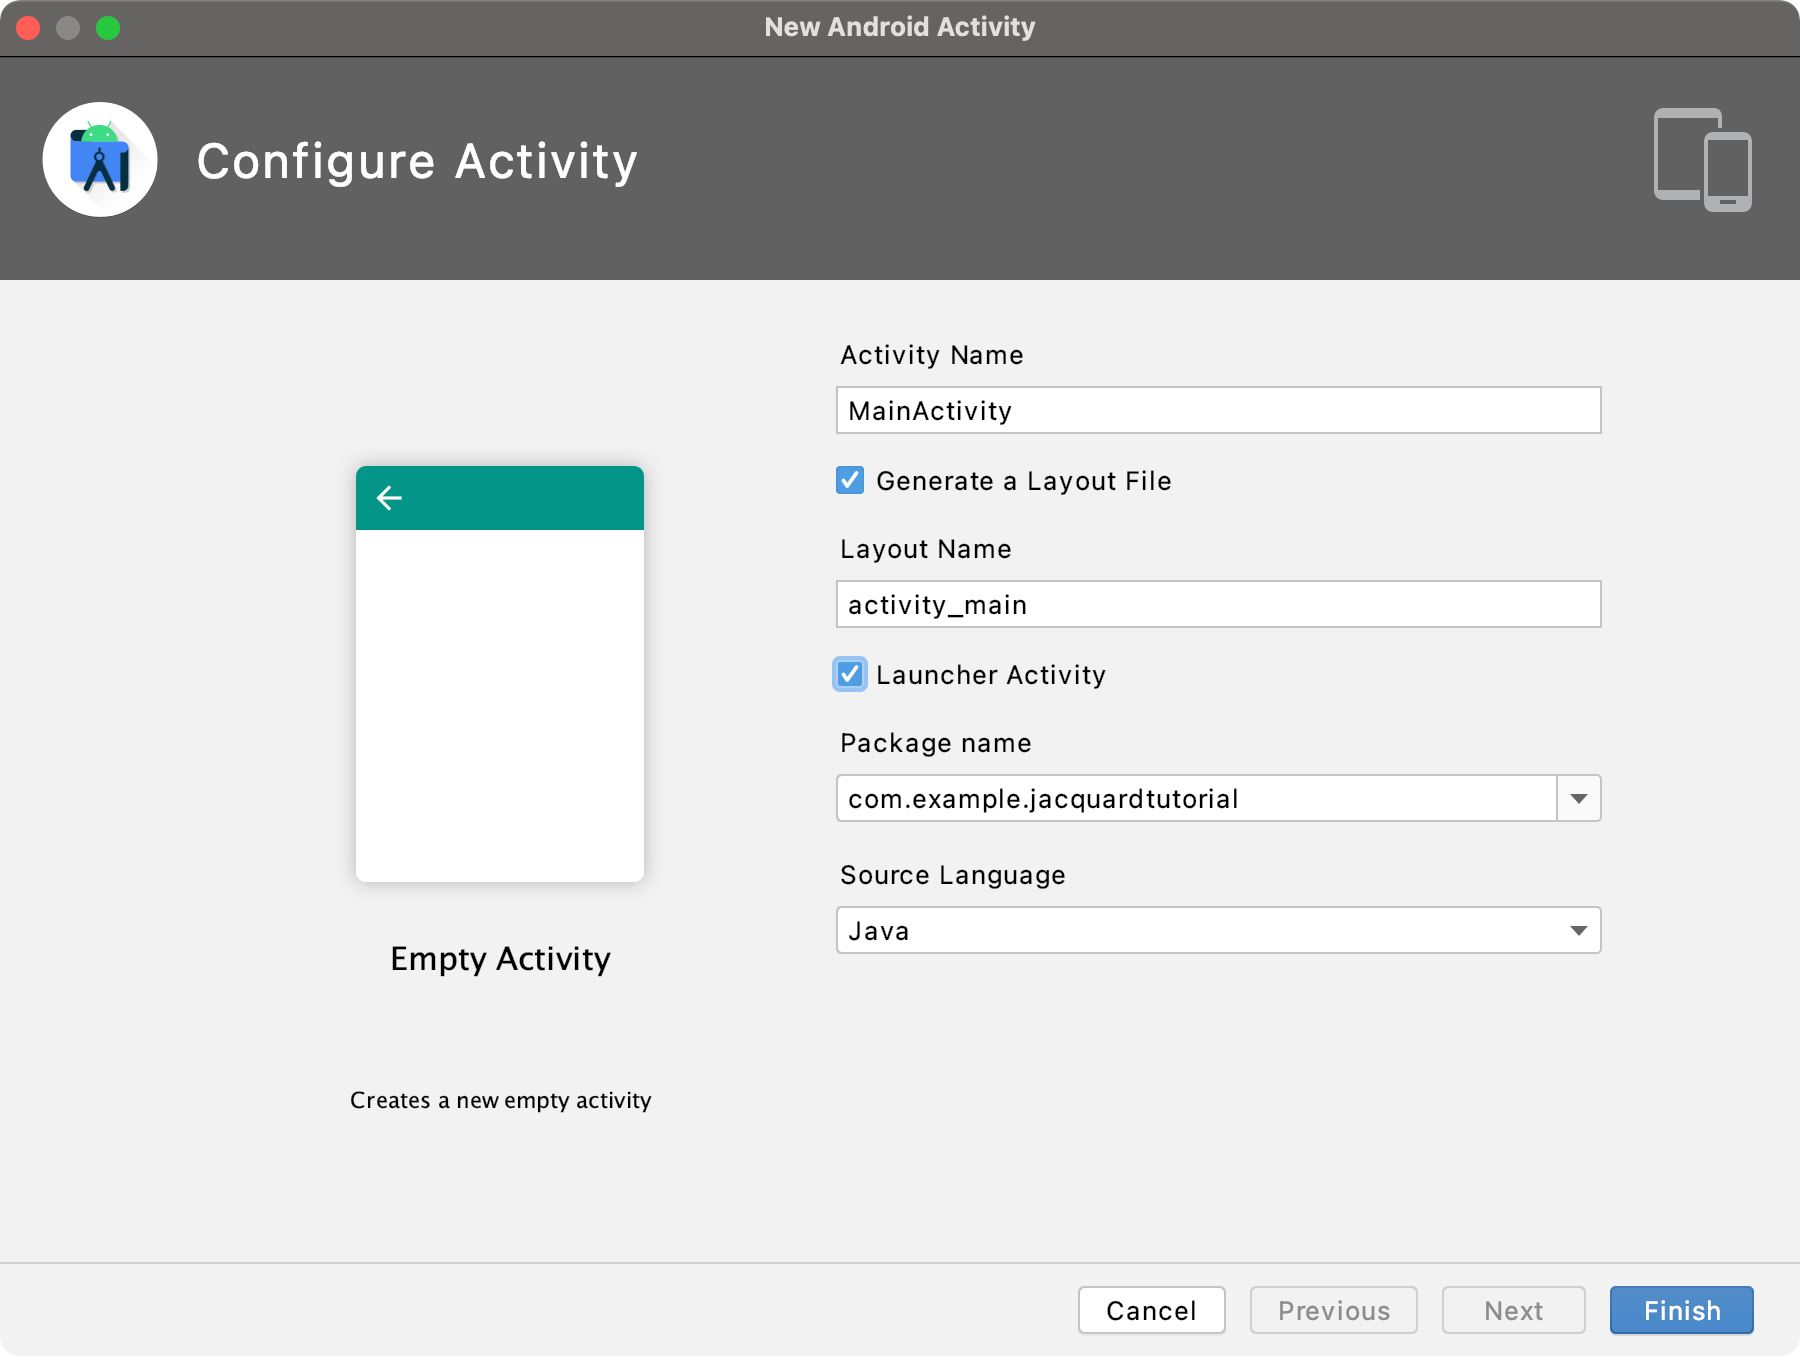 New Android Activity
Configure Activity
Activity Name
MainActivity
Generate a Layout File
Layout Name
activity_main
Launcher Activity
Package name
com.example.jacquardtutorial
Source Language
Java
Empty Activity
Creates a new empty activity
Cancel
Previous
Next
Finish